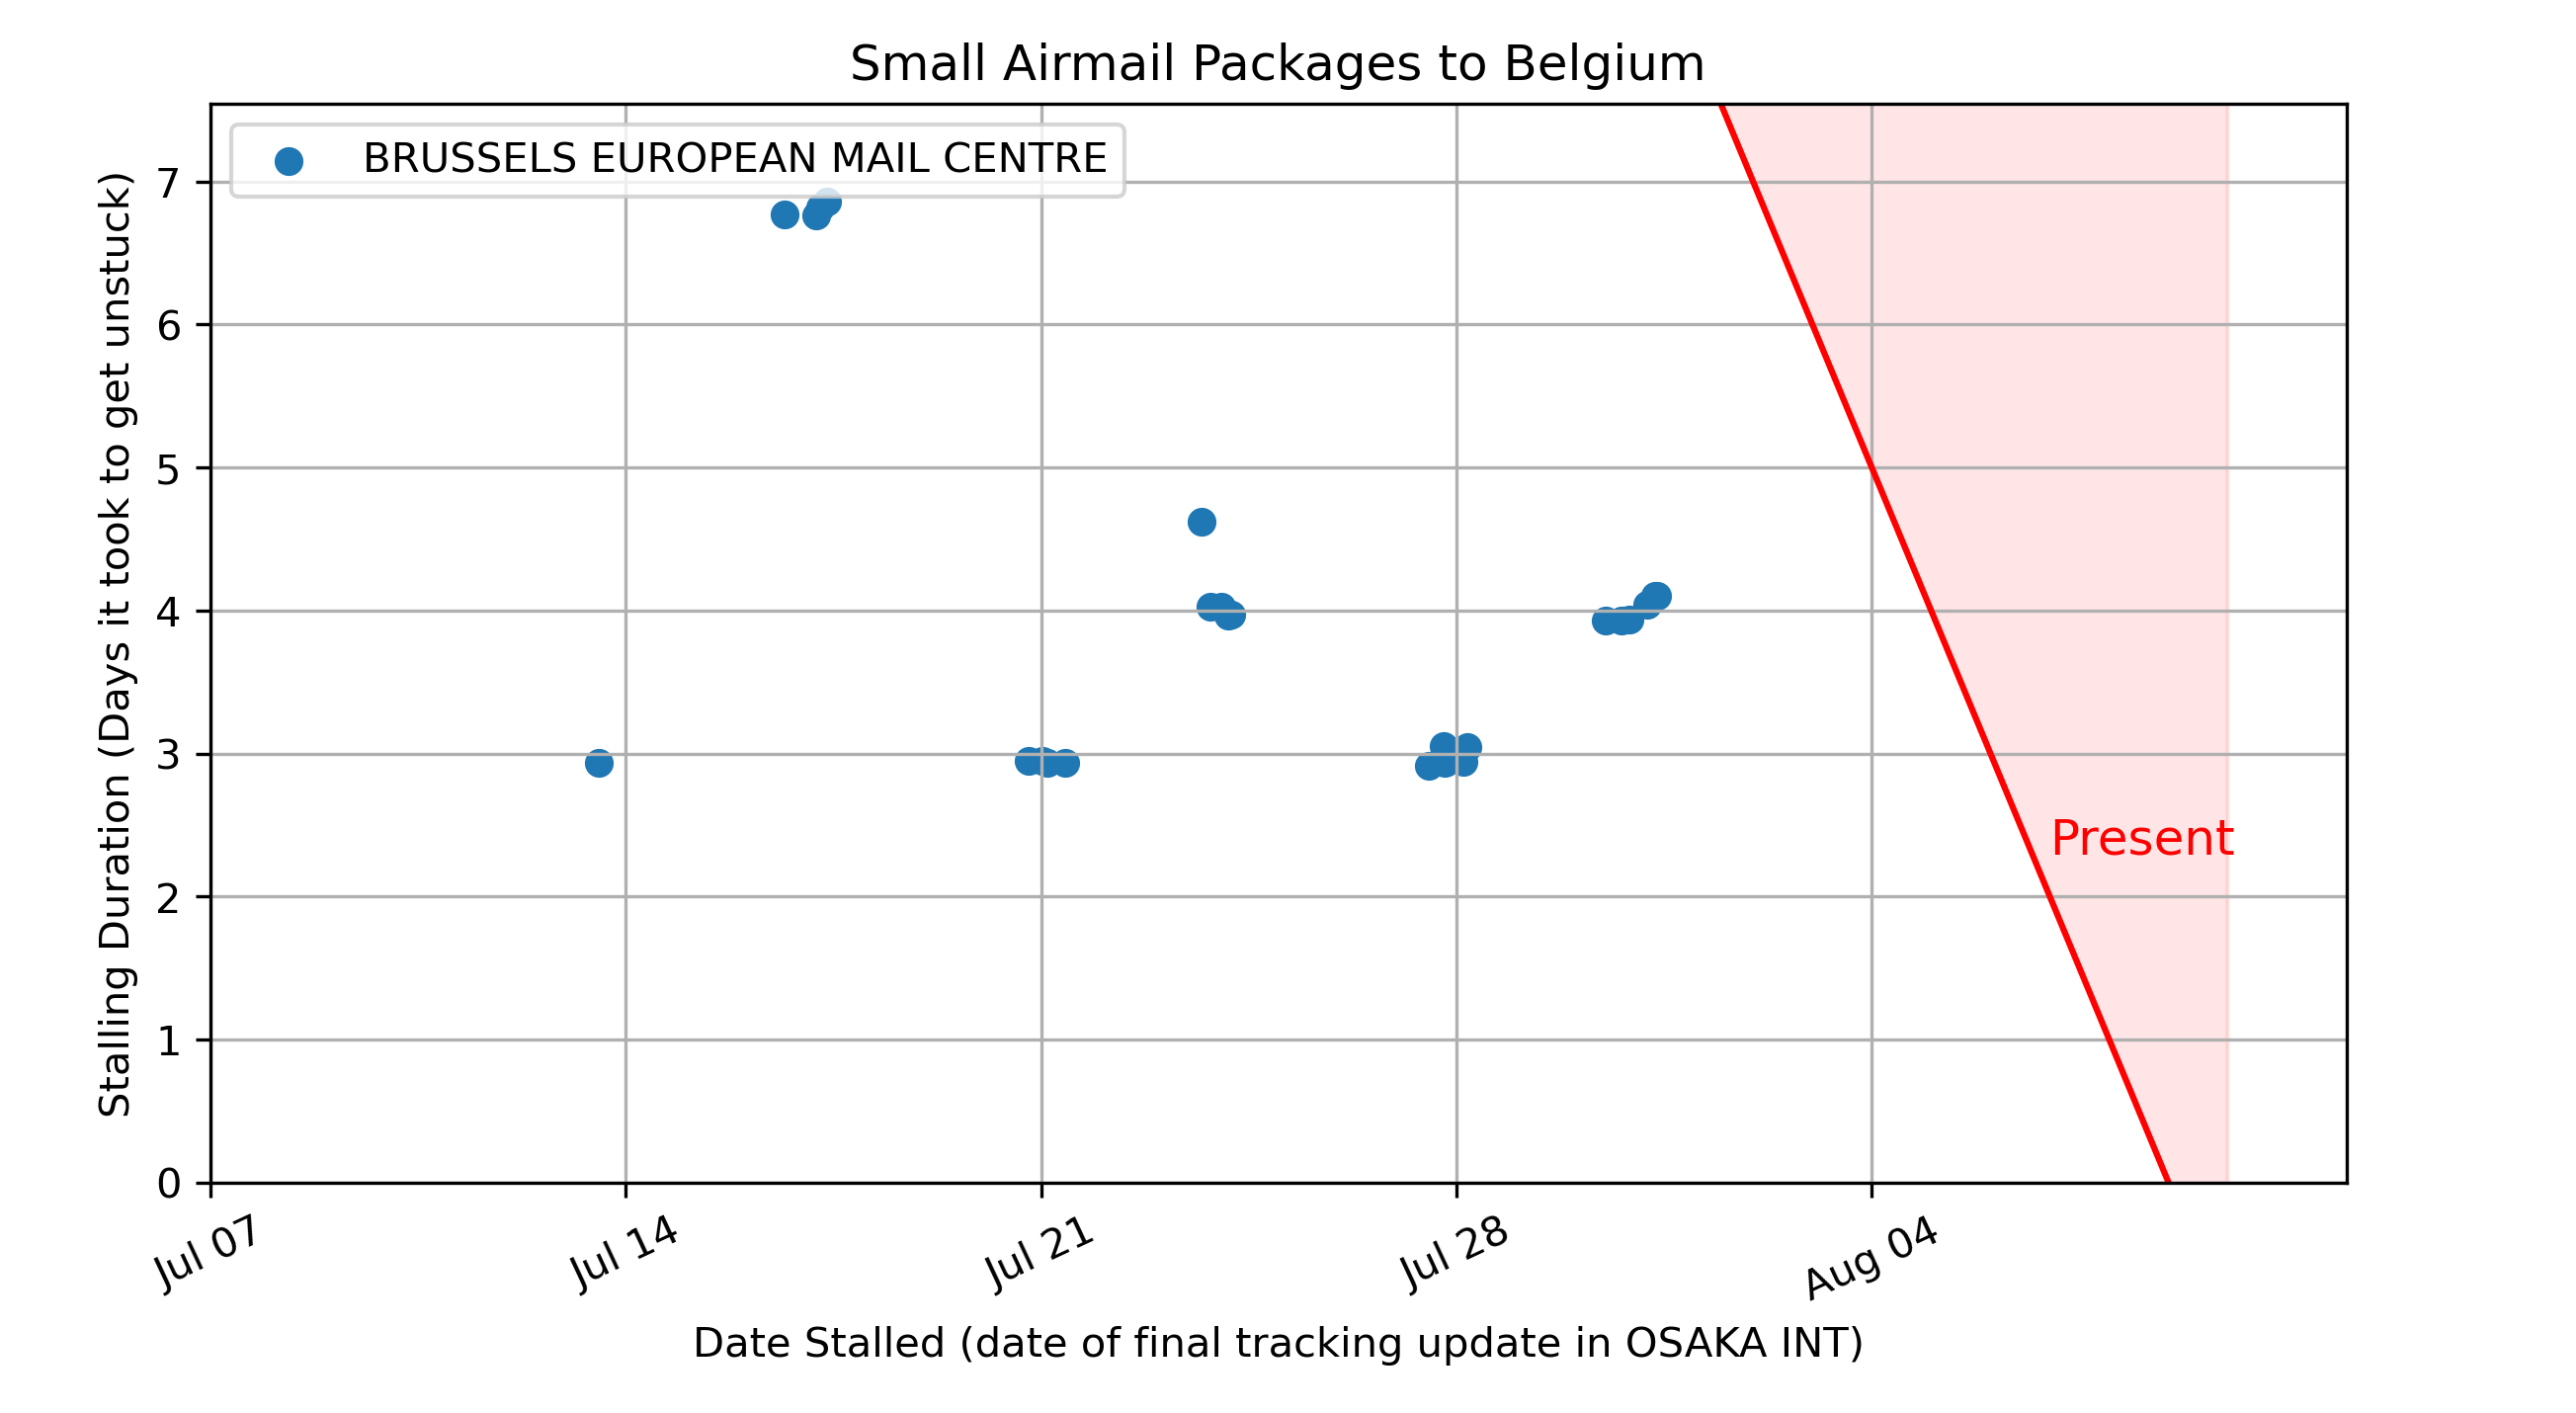 Small Airmail Packages to Belgium
BRUSSELS EUROPEAN MAIL CENTRE
Stalling Duration (Days it took to get unstuck)
7
6
5
4
3
2
1
0
Present
Jul 07
Jul 14
Jul 21
Jul 28
Aug 04
Date Stalled (date of final tracking update in OSAKA INT)